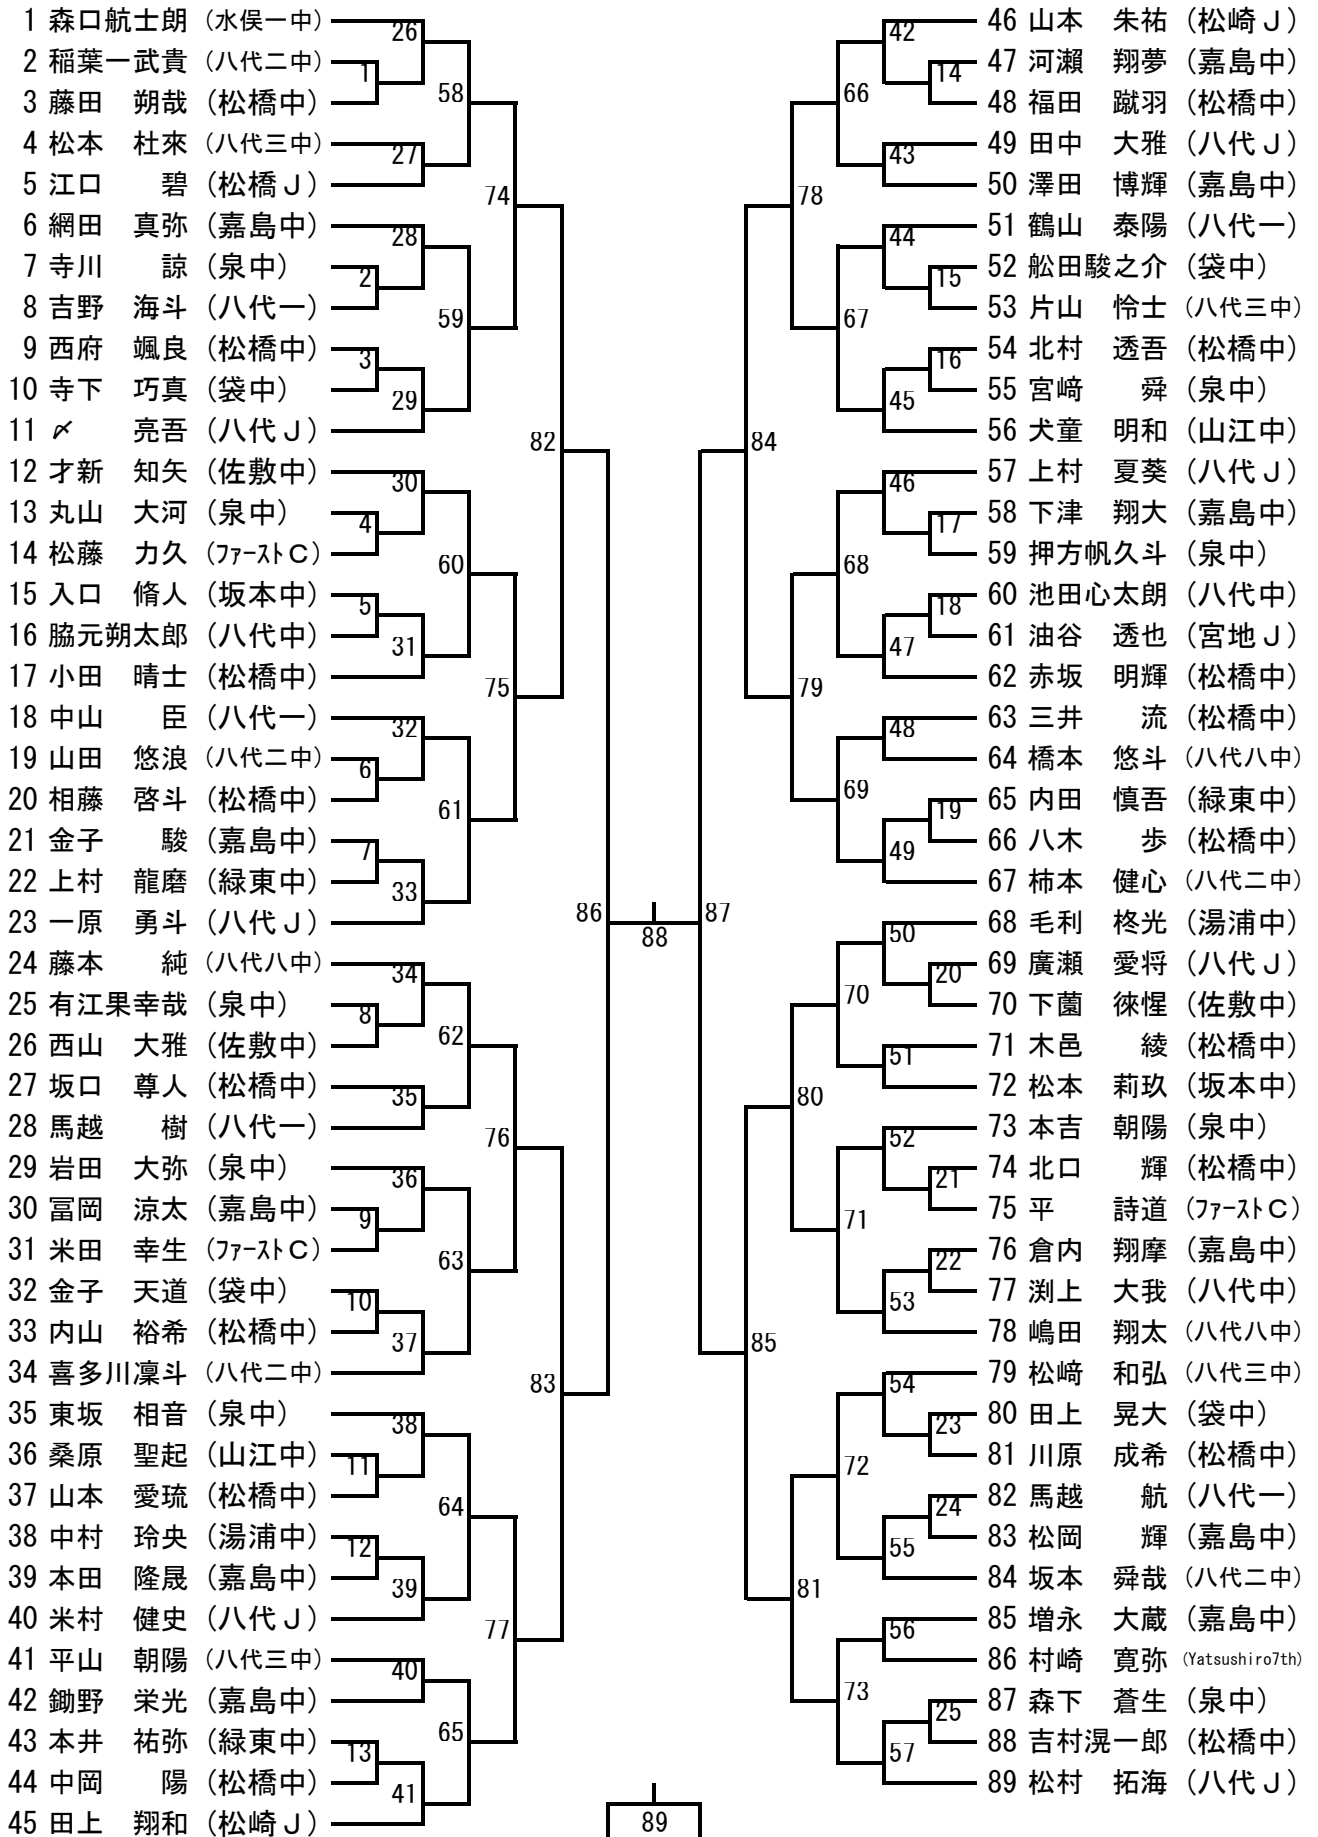 1 森口航士朗 (水俣一中)
2 稲葉一武貴 (八代二中)
3 藤田 朔哉 (松橋中)
4 松本 杜來 (八代三中)
5 江口 碧 (松橋J)
6 網田 真弥 (嘉島中)
7 寺川 諒 (泉中)
8 吉野 海斗 (八代一)
9 西府 颯良 (松橋中)
10 寺下 巧真 (袋中)
11 〆 亮吾 (八代J)
12 才新 知矢 (佐敷中)
13 丸山 大河 (泉中)
14 松藤 力久 (ファーストC)
15 入口 脩人 (坂本中)
16 脇元朔太郎 (八代中)
17 小田 晴士 (松橋中)
18 中山 臣 (八代一)
19 山田 悠浪 (八代二中)
20 相藤 啓斗 (松橋中)
21 金子 駿 (嘉島中)
22 上村 龍磨 (緑東中)
23 一原 勇斗 (八代J)
24 藤本 純 (八代八中)
25 有江果幸哉 (泉中)
26 西山 大雅 (佐敷中)
27 坂口 尊人 (松橋中)
28 馬越 樹 (八代一)
29 岩田 大弥 (泉中)
30 冨岡 涼太 (嘉島中)
31 米田 幸生 (ファーストC)
32 金子 天道 (袋中)
33 内山 裕希 (松橋中)
34 喜多川凜斗 (八代二中)
35 東坂 相音 (泉中)
36 桑原 聖起 (山江中)
37 山本 愛琉 (松橋中)
38 中村 玲央 (湯浦中)
39 本田 隆晟 (嘉島中)
40 米村 健史 (八代J)
41 平山 朝陽 (八代三中)
42 鋤野 栄光 (嘉島中)
43 本井 祐弥 (緑東中)
44 中岡 陽 (松橋中)
45 田上 翔和 (松崎J)
1
2
3
4
5
6
7
8
9
10
11
12
13
26
27
28
29
30
31
32
33
34
35
36
37
38
39
40
41
58
59
60
61
62
63
64
65
74
75
76
77
82
83
86
88
89
87
84
85
78
79
80
81
66
67
68
69
70
71
72
73
42
43
44
45
46
47
48
49
50
51
52
53
54
55
56
57
14
15
16
17
18
19
20
21
22
23
24
25
46 山本 朱祐 (松崎J)
47 河瀨 翔夢 (嘉島中)
48 福田 蹴羽 (松橋中)
49 田中 大雅 (八代J)
50 澤田 博輝 (嘉島中)
51 鶴山 泰陽 (八代一)
52 舩田駿之介 (袋中)
53 片山 怜士 (八代三中)
54 北村 透吾 (松橋中)
55 宮﨑 舜 (泉中)
56 犬童 明和 (山江中)
57 上村 夏葵 (八代J)
58 下津 翔大 (嘉島中)
59 押方帆久斗 (泉中)
60 池田心太朗 (八代中)
61 油谷 透也 (宮地J)
62 赤坂 明輝 (松橋中)
63 三井 流 (松橋中)
64 橋本 悠斗 (八代八中)
65 内田 慎吾 (緑東中)
66 八木 歩 (松橋中)
67 柿本 健心 (八代二中)
68 毛利 柊光 (湯浦中)
69 廣瀬 愛将 (八代J)
70 下薗 徠惺 (佐敷中)
71 木邑 綾 (松橋中)
72 松本 莉玖 (坂本中)
73 本吉 朝陽 (泉中)
74 北口 輝 (松橋中)
75 平 詩道 (ファーストC)
76 倉内 翔摩 (嘉島中)
77 渕上 大我 (八代中)
78 嶋田 翔太 (八代八中)
79 松﨑 和弘 (八代三中)
80 田上 晃大 (袋中)
81 川原 成希 (松橋中)
82 馬越 航 (八代一)
83 松岡 輝 (嘉島中)
84 坂本 舜哉 (八代二中)
85 増永 大蔵 (嘉島中)
86 村崎 寛弥 (Yatsushiro7th)
87 森下 蒼生 (泉中)
88 吉村滉一郎 (松橋中)
89 松村 拓海 (八代J)